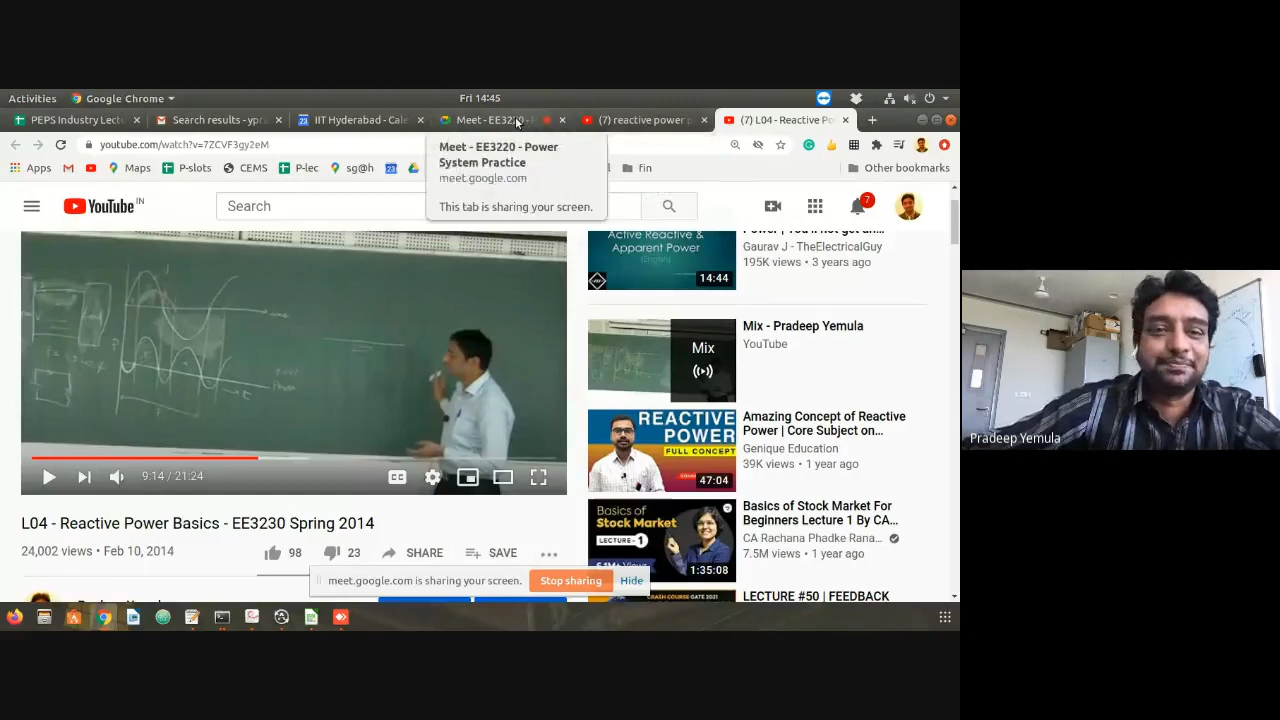 Activities
Google Chrome
Fri 14:45
PEPS Industry Lectu
Search results - ypra
IIT Hyderabad - Cale
Meet - EE3220 -
(7) reactive power p
(7) L04 - Reactive Po
youtube.com/watch?v=7ZCVF3gy2eM
Meet - EE3220 - Power
System Practice
meet.google.com
This tab is sharing your screen.
Apps
Maps
P-slots
CEMS
P-lec
sg@h
fin
Other bookmarks
YouTube IN
Search
7
Active Reactive &
Apparent Power
(English)
14:44
Gaurav J - TheElectricalGuy
195K views • 3 years ago
Mix
Mix - Pradeep Yemula
YouTube
REACTIVE
POWER
FULL CONCEPT
47:04
Amazing Concept of Reactive
Power | Core Subject on...
Genique Education
39K views • 1 year ago
9:14 / 21:24
L04 - Reactive Power Basics - EE3230 Spring 2014
24,002 views • Feb 10, 2014
98
23
SHARE
SAVE
Basics of
Stock Market
LECTURE - 1
1:35:08
Basics of Stock Market For
Beginners Lecture 1 By CA...
CA Rachana Phadke Rana...
7.5M views • 1 year ago
meet.google.com is sharing your screen.
Stop sharing
Hide
CRASH COURSE GATE 2021
LECTURE #50 | FEEDBACK
Pradeep Yemula